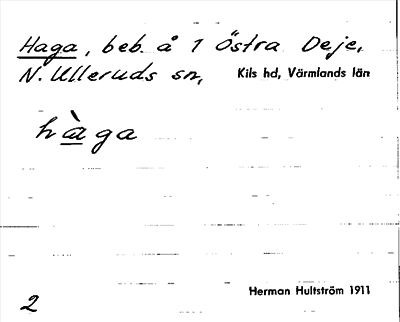 Haga, beb. å 1 Östra Deje,
N. Ulleruds sn, Kils hd, Värmlands län
hàga
2 Herman Hultström 1911